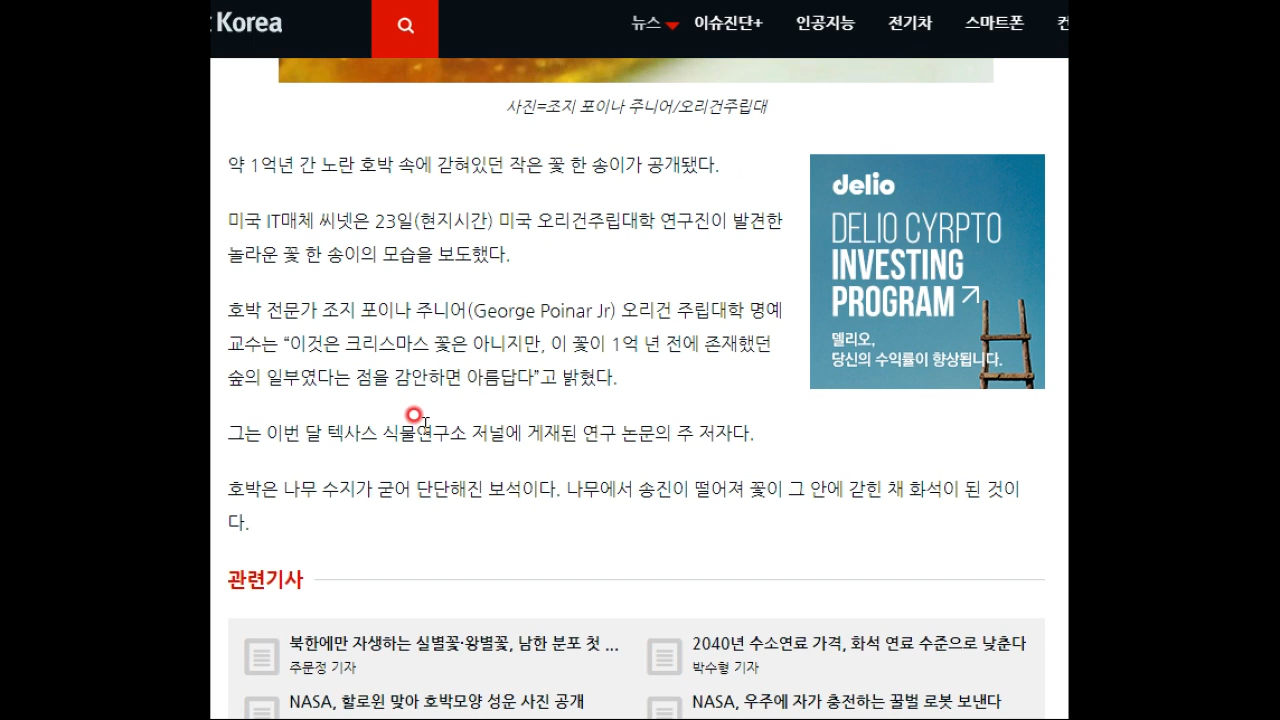 Korea
뉴스 이슈진단+ 인공지능 전기차 스마트폰 컨
사진=조지 포이나 주니어/오리건주립대
약 1억년 간 노란 호박 속에 갇혀있던 작은 꽃 한 송이가 공개됐다.
미국 IT매체 씨넷은 23일(현지시간) 미국 오리건주립대학 연구진이 발견한
놀라운 꽃 한 송이의 모습을 보도했다.
호박 전문가 조지 포이나 주니어(George Poinar Jr) 오리건 주립대학 명예
교수는 “이것은 크리스마스 꽃은 아니지만, 이 꽃이 1억 년 전에 존재했던
숲의 일부였다는 점을 감안하면 아름답다”고 밝혔다.
delio
DELIO CYRPTO
INVESTING
PROGRAM
델리오,
당신의 수익률이 향상됩니다.
그는 이번 달 텍사스 식물연구소 저널에 게재된 연구 논문의 주 저자다.
호박은 나무 수지가 굳어 단단해진 보석이다. 나무에서 송진이 떨어져 꽃이 그 안에 갇힌 채 화석이 된 것이
다.
관련기사
북한에만 자생하는 실별꽃·왕별꽃, 남한 분포 첫 ...
주문정 기자
2040년 수소연료 가격, 화석 연료 수준으로 낮춘다
박수형 기자
NASA, 할로윈 맞아 호박모양 성운 사진 공개
NASA, 우주에 자가 충전하는 꿀벌 로봇 보낸다